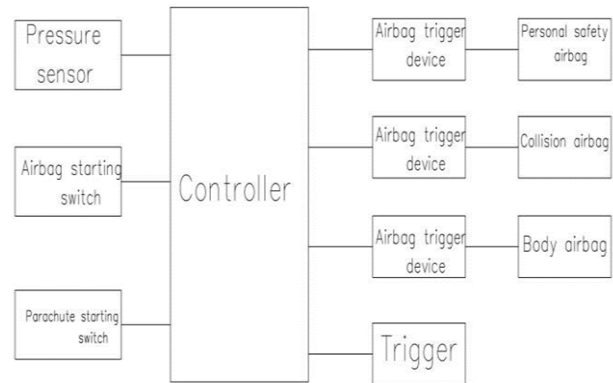 Pressure
sensor
Airbag starting
switch
Parachute starting
switch
Controller
Airbag trigger
device
Personal safety
airbag
Airbag trigger
device
Collision airbag
Airbag trigger
device
Body airbag
Trigger